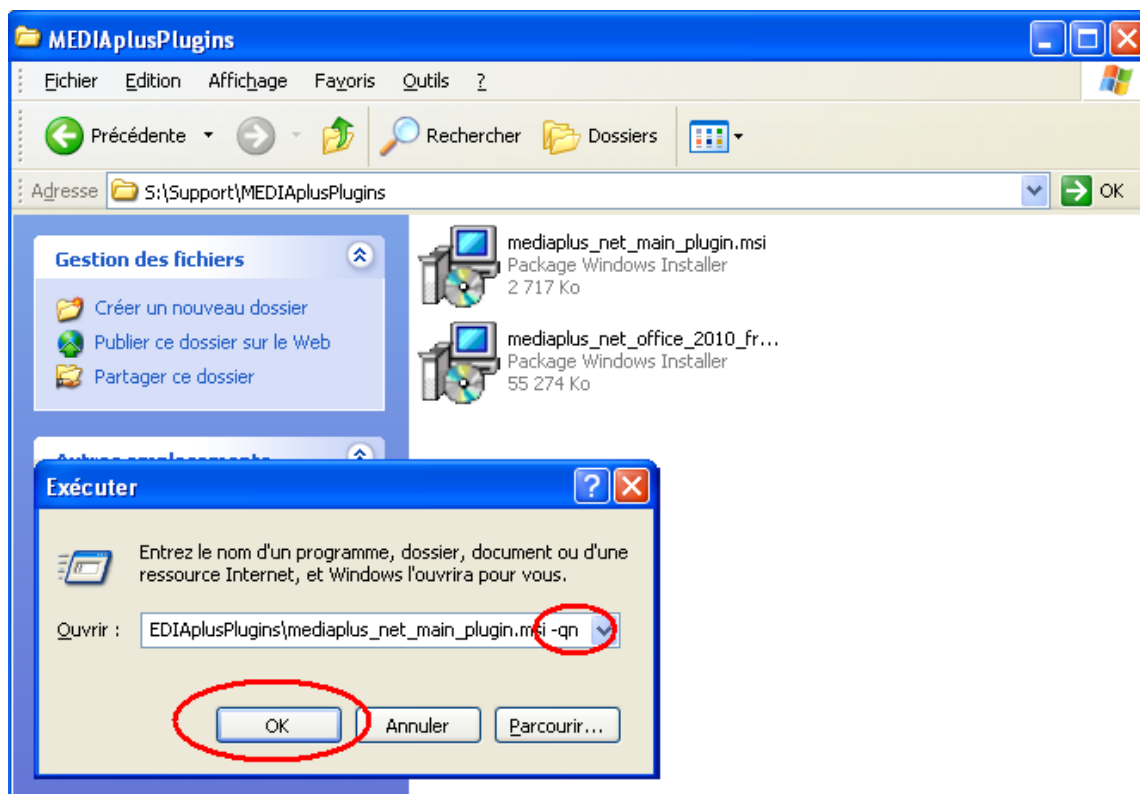 MEDIAplusPlugins
Fichier Edition Affichage Favoris Outils ?
Précédente Rechercher Dossiers
Adresse S:\Support\MEDIAplusPlugins OK
Gestion des fichiers
Créer un nouveau dossier
Publier ce dossier sur le Web
Partager ce dossier
mediaplus_net_main_plugin.msi
Package Windows Installer
2 717 Ko
mediaplus_net_office_2010_fr...
Package Windows Installer
55 274 Ko
Autres emplacements
Exécuter
Entrez le nom d'un programme, dossier, document ou d'une
ressource Internet, et Windows l'ouvrira pour vous.
Ouvrir : EDIAplusPlugins\mediaplus_net_main_plugin.msi -qn
OK Annuler Parcourir...